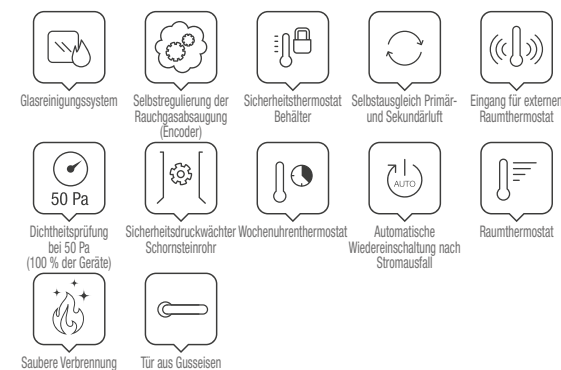 Glasreinigungssystem
Selbstregulierung der
Rauchgasabsaugung
(Encoder)
Sicherheitsthermostat
Behälter
Selbstausgleich Primär-
und Sekundärluft
Eingang für externen
Raumthermostat
50 Pa
Dichtheitsprüfung
bei 50 Pa
(100 % der Geräte)
Sicherheitsdruckwächter
Schornsteinrohr
Wochenuhrenthermostat
AUTO
Automatische
Wiedereinschaltung nach
Stromausfall
Raumthermostat
Saubere Verbrennung
Tür aus Gusseisen